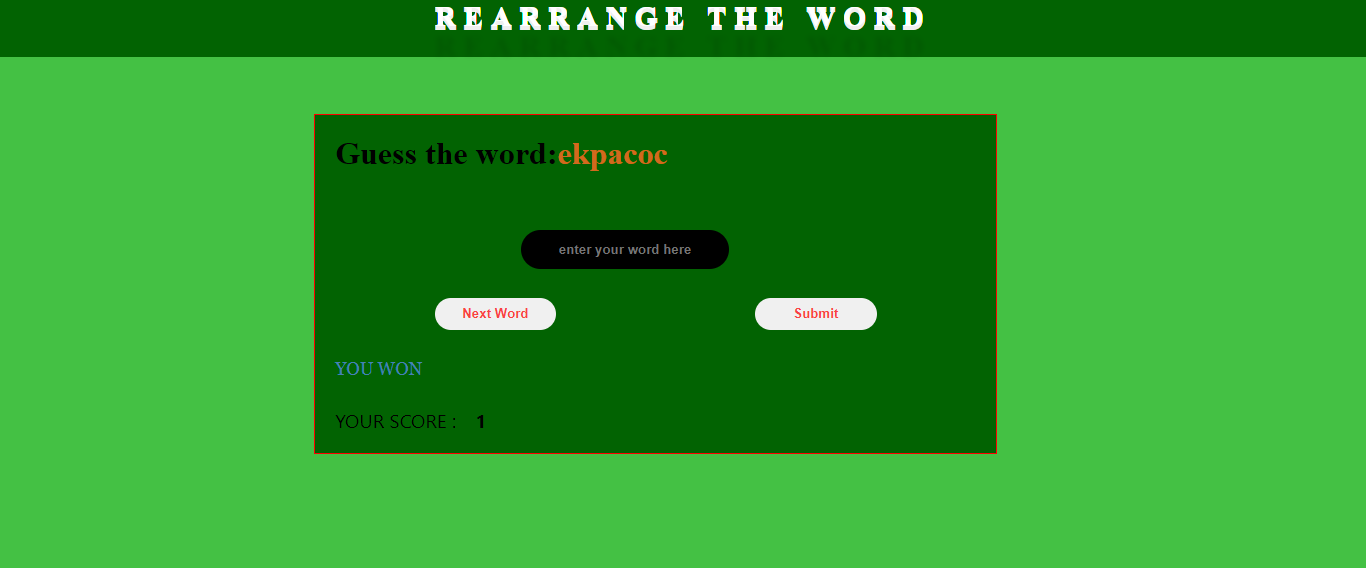 REARRANGE THE WORD
Guess the word:ekpacoc
enter your word here
Next Word Submit
YOU WON
YOUR SCORE : 1